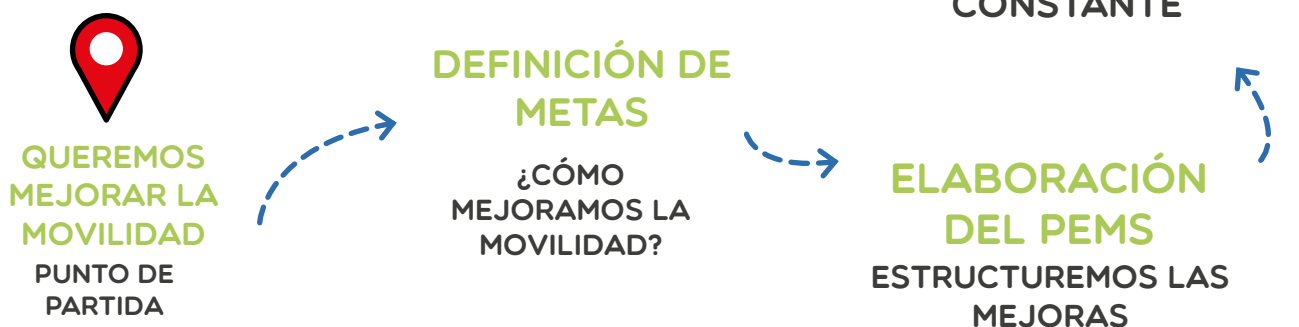 QUEREMOS
MEJORAR LA
MOVILIDAD
PUNTO DE
PARTIDA
DEFINICIÓN DE
METAS
¿CÓMO
MEJORAMOS LA
MOVILIDAD?
ELABORACIÓN
DEL PEMS
ESTRUCTUREMOS LAS
MEJORAS
CONSTANTE